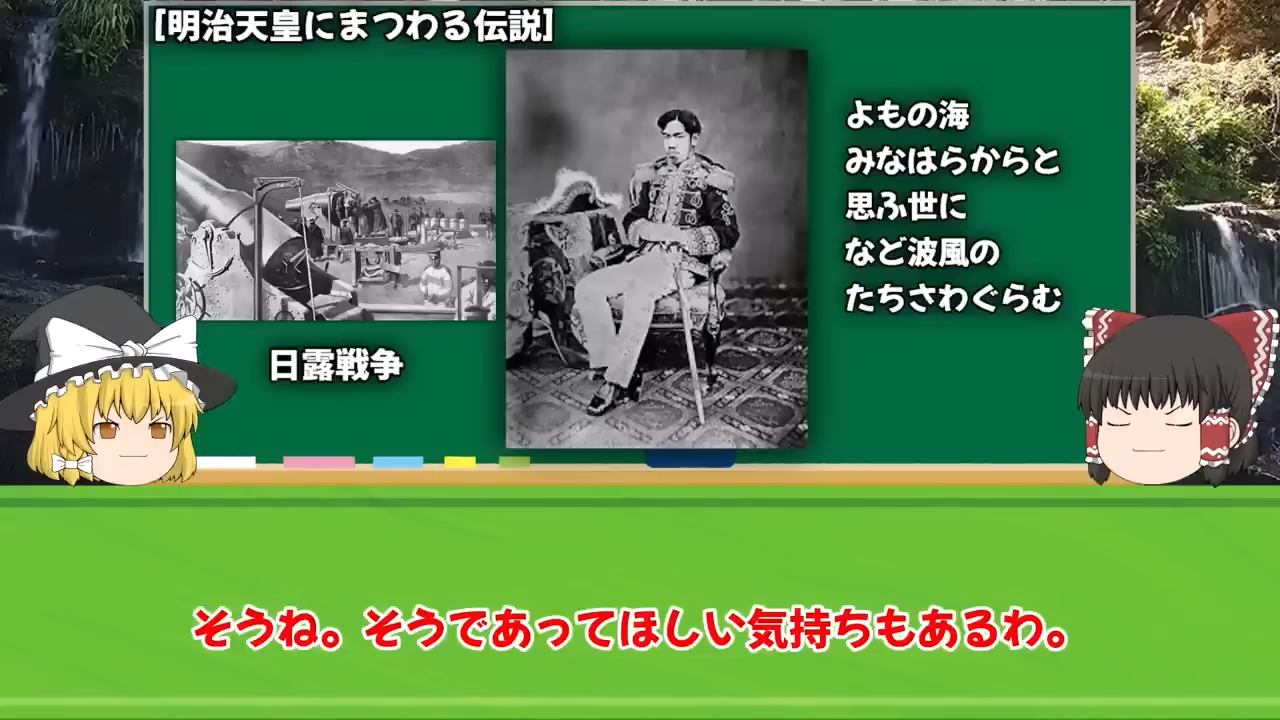 [明治天皇にまつわる伝説]
よもの海
みなはらからと
思ふ世に
など波風の
たちさわぐらむ
日露戦争
そうね。そうであってほしい気持ちもあるわ。